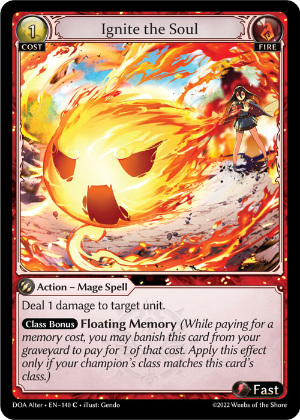 1
Ignite the Soul
COST
FIRE
Action – Mage Spell
Deal 1 damage to target unit.
Class Bonus Floating Memory (While paying for a
memory cost, you may banish this card from your
graveyard to pay for 1 of that cost. Apply this effect
only if your champion's class matches this card's
class.)
Fast
DOA Alter • EN-140 C • illust: Gendo
©2022 Weebs of the Shore